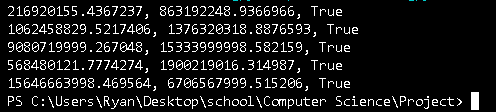 216920155.4367237, 863192248.9366966, True
1062458829.5217406, 1376320318.8876593, True
9080719999.267048, 15333999998.582159, True
568480121.7774274, 1900219016.314987, True
15646663998.469564, 6706567999.515206, True
PS C:\Users\Ryan\Desktop\school\Computer Science\Project>